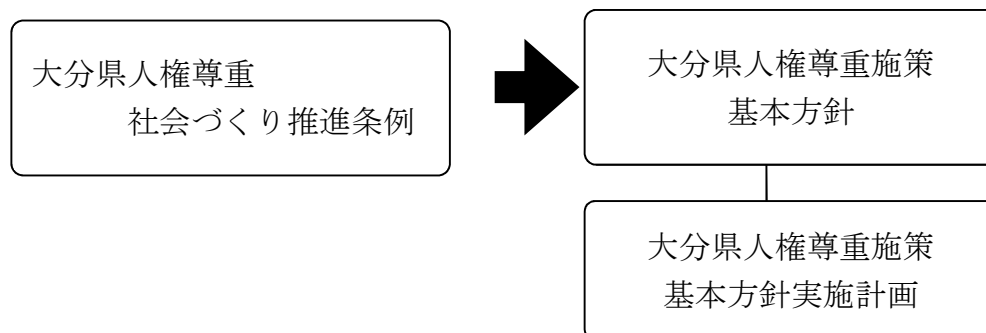 大分県人権尊重
社会づくり推進条例
大分県人権尊重施策
基本方針
大分県人権尊重施策
基本方針実施計画